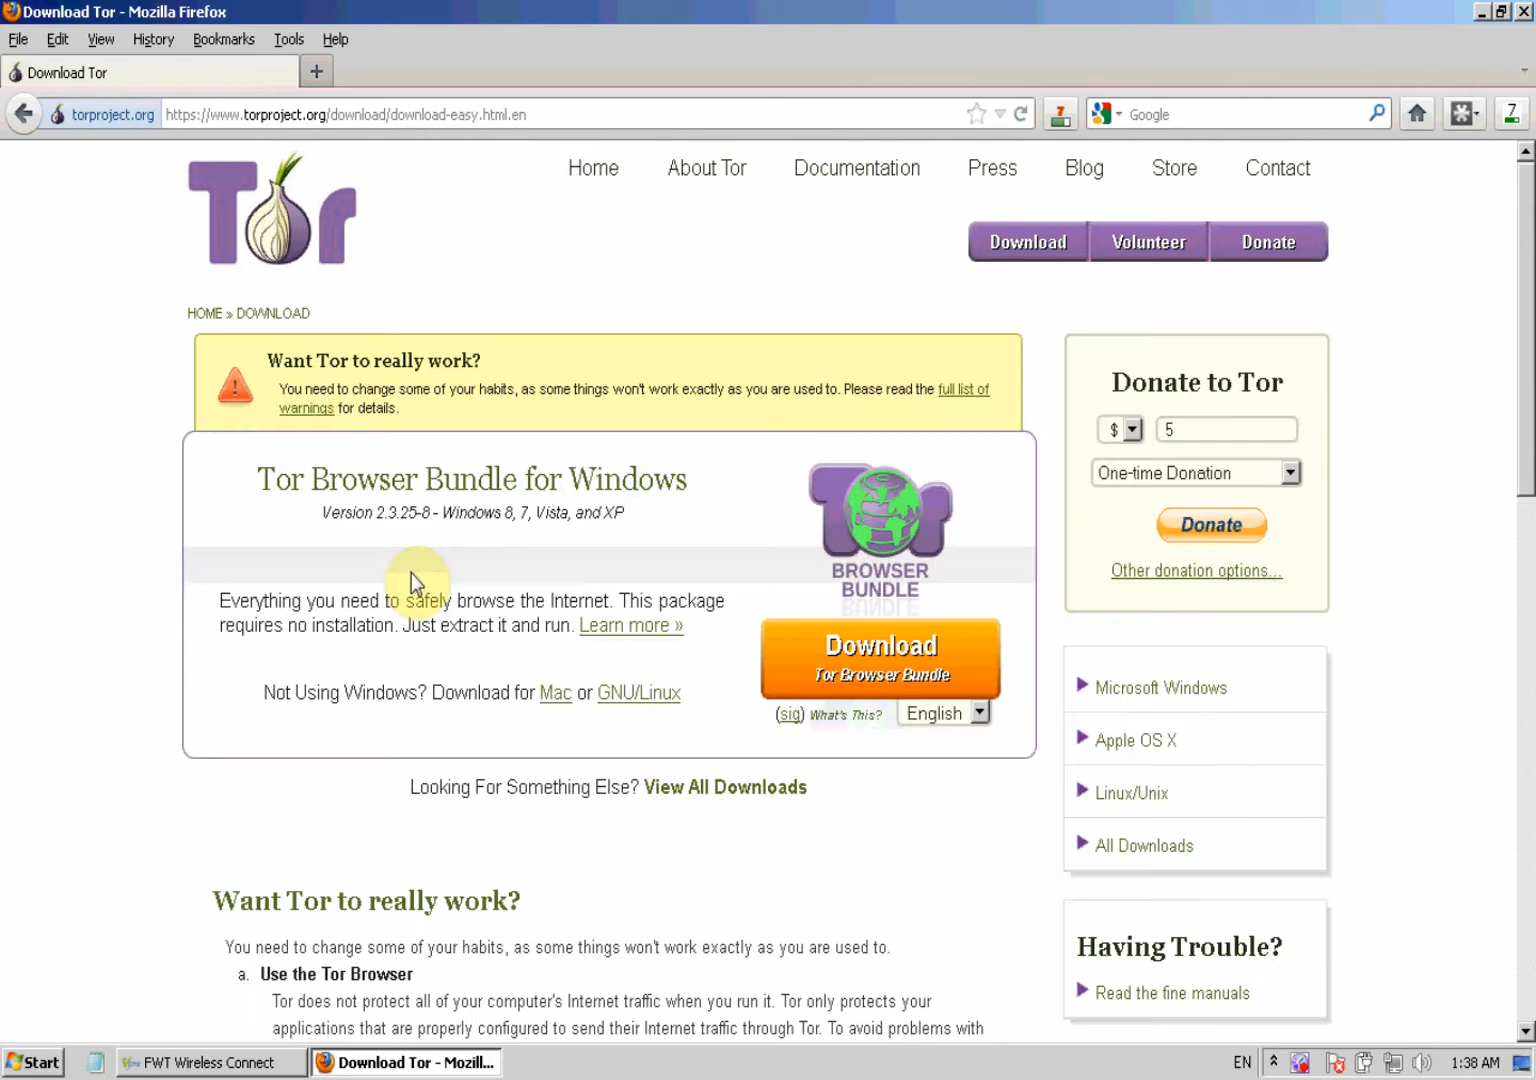 Download Tor - Mozilla Firefox
File Edit View History Bookmarks Tools Help
Download Tor
torproject.org https://www.torproject.org/download/download-easy.html.en Google 7
Tor
Home About Tor Documentation Press Blog Store Contact
Download Volunteer Donate
HOME » DOWNLOAD
Want Tor to really work?
You need to change some of your habits, as some things won't work exactly as you are used to. Please read the full list of
warnings for details.
Tor Browser Bundle for Windows
Version 2.3.25-8 - Windows 8, 7, Vista, and XP
Everything you need to safely browse the Internet. This package
requires no installation. Just extract it and run. Learn more »
Not Using Windows? Download for Mac or GNU/Linux
Tor
BROWSER
BUNDLE
Download
Tor Browser Bundle
(sig) What's This? English
Looking For Something Else? View All Downloads
Donate to Tor
$ 5
One-time Donation
Donate
Other donation options...
Microsoft Windows
Apple OS X
Linux/Unix
All Downloads
Want Tor to really work?
You need to change some of your habits, as some things won't work exactly as you are used to.
a. Use the Tor Browser
Tor does not protect all of your computer's Internet traffic when you run it. Tor only protects your
applications that are properly configured to send their Internet traffic through Tor. To avoid problems with
Having Trouble?
Read the fine manuals
Start FWT Wireless Connect Download Tor - Mozill... EN 1:38 AM